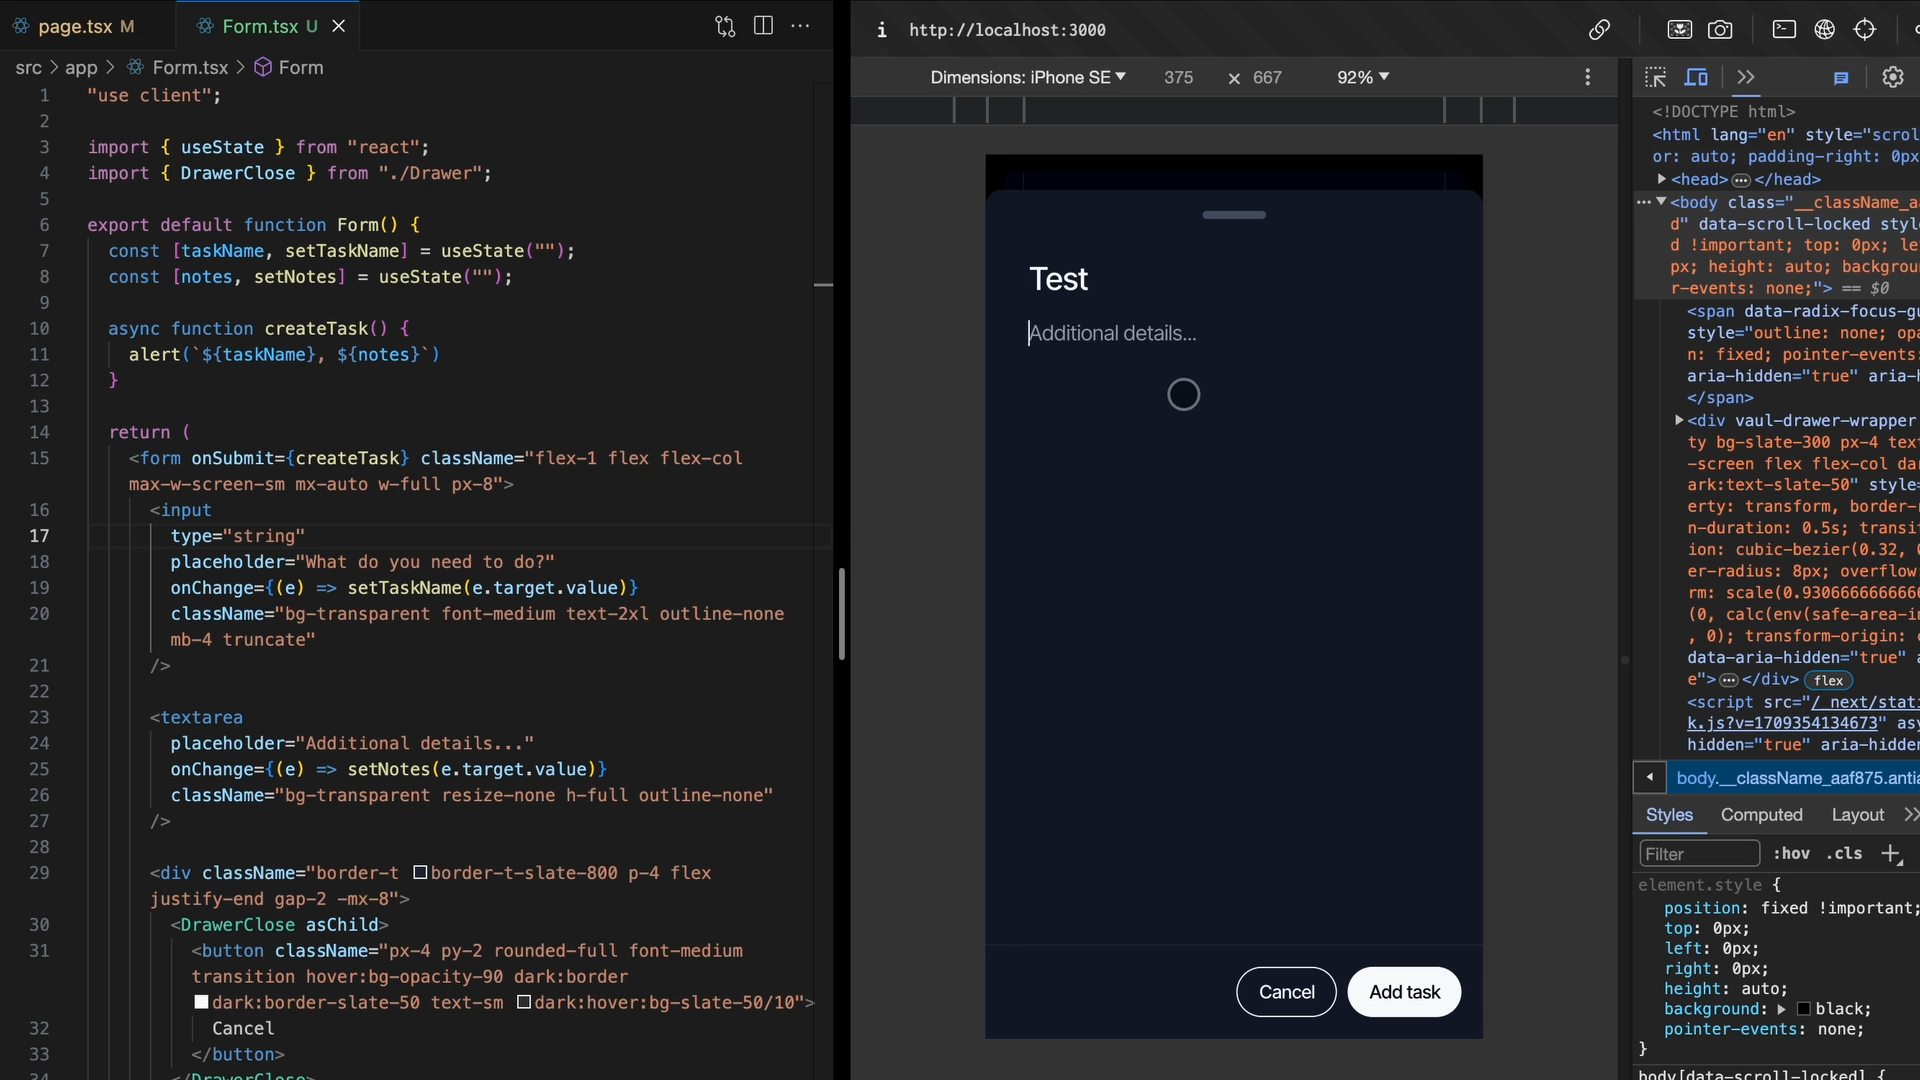 page.tsx M
Form.tsx U
src > app > Form.tsx > Form
1 "use client";
2
3 import { useState } from "react";
4 import { DrawerClose } from "./Drawer";
5
6 export default function Form() {
7 const [taskName, setTaskName] = useState("");
8 const [notes, setNotes] = useState("");
9
10 async function createTask() {
11 alert(`${taskName}, ${notes}`)
12 }
13
14 return (
15 <form onSubmit={createTask} className="flex-1 flex flex-col
max-w-screen-sm mx-auto w-full px-8">
16 <input
17 type="string"
18 placeholder="What do you need to do?"
19 onChange={(e) => setTaskName(e.target.value)}
20 className="bg-transparent font-medium text-2xl outline-none
mb-4 truncate"
21 />
22
23 <textarea
24 placeholder="Additional details..."
25 onChange={(e) => setNotes(e.target.value)}
26 className="bg-transparent resize-none h-full outline-none"
27 />
28
29 <div className="border-t border-t-slate-800 p-4 flex
justify-end gap-2 -mx-8">
30 <DrawerClose asChild>
31 <button className="px-4 py-2 rounded-full font-medium
transition hover:bg-opacity-90 dark:border
dark:border-slate-50 text-sm dark:hover:bg-slate-50/10">
32 Cancel
33 </button>
34 </DrawerClose>
http://localhost:3000
Dimensions: iPhone SE 375 × 667 92%
Test
Additional details...
Cancel
Add task
<!DOCTYPE html>
<html lang="en" style="scrol
or: auto; padding-right: 0px
<head> ... </head>
<body class="__className_a
d" data-scroll-locked styl
d !important; top: 0px; le
px; height: auto; backgrou
r-events: none;"> == $0
<span data-radix-focus-gu
style="outline: none; opa
n: fixed; pointer-events:
aria-hidden="true" aria-h
</span>
<div vaul-drawer-wrapper
ty bg-slate-300 px-4 text
-screen flex flex-col da
ark:text-slate-50" style=
erty: transform, border-r
n-duration: 0.5s; transit
ion: cubic-bezier(0.32, 0
er-radius: 8px; overflow:
rm: scale(0.9306666666666
(0, calc(env(safe-area-in
, 0); transform-origin: c
data-aria-hidden="true" a
e"> ... </div> flex
<script src="/_next/stati
k.js?v=1709354134673" asy
hidden="true" aria-hidden
body.__className_aaf875.antia
Styles Computed Layout
Filter :hov .cls
element.style {
position: fixed !important;
top: 0px;
left: 0px;
right: 0px;
height: auto;
background: black;
pointer-events: none;
}
body[data-scroll-locked] {